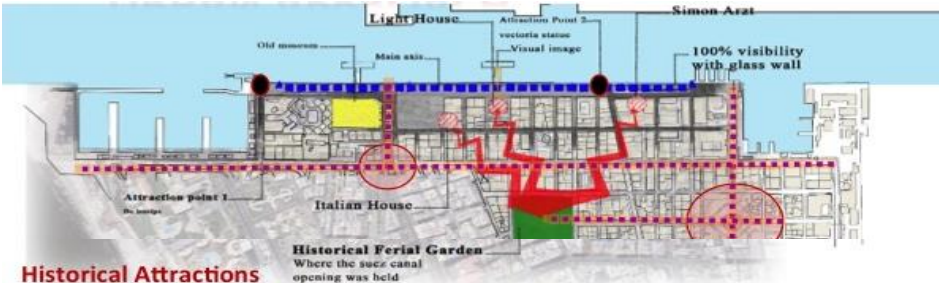 Light House
Attraction Point 2
vectoria statue
Simon Arzt
Old museum
Main axis
Visual image
100% visibility
with glass wall
Attraction point 1
Italian House
Historical Ferial Garden
Where the suez canal
opening was held
Historical Attractions